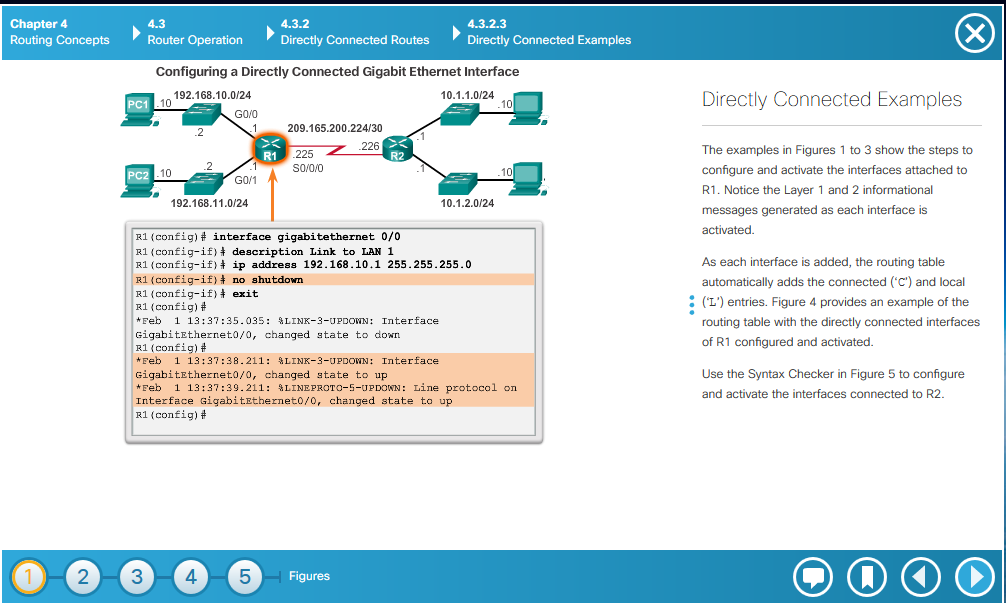 Chapter 4
Routing Concepts
4.3
Router Operation
4.3.2
Directly Connected Routes
4.3.2.3
Directly Connected Examples
Configuring a Directly Connected Gigabit Ethernet Interface
192.168.10.0/24
10.1.1.0/24
PC1
.10
.10
G0/0
.2
.1
209.165.200.224/30
.1
R1
.225
.226
R2
S0/0/0
PC2
.10
.2
.1
G0/1
.1
.10
192.168.11.0/24
10.1.2.0/24
R1(config)# interface gigabitethernet 0/0
R1(config-if)# description Link to LAN 1
R1(config-if)# ip address 192.168.10.1 255.255.255.0
R1(config-if)# no shutdown
R1(config-if)# exit
R1(config)#
*Feb  1 13:37:35.035: %LINK-3-UPDOWN: Interface
GigabitEthernet0/0, changed state to down
R1(config)#
*Feb  1 13:37:38.211: %LINK-3-UPDOWN: Interface
GigabitEthernet0/0, changed state to up
*Feb  1 13:37:39.211: %LINEPROTO-5-UPDOWN: Line protocol on
Interface GigabitEthernet0/0, changed state to up
R1(config)#
Directly Connected Examples
The examples in Figures 1 to 3 show the steps to
configure and activate the interfaces attached to
R1. Notice the Layer 1 and 2 informational
messages generated as each interface is
activated.
As each interface is added, the routing table
automatically adds the connected (‘C’) and local
(‘L’) entries. Figure 4 provides an example of the
routing table with the directly connected interfaces
of R1 configured and activated.
Use the Syntax Checker in Figure 5 to configure
and activate the interfaces connected to R2.
1 2 3 4 5 Figures